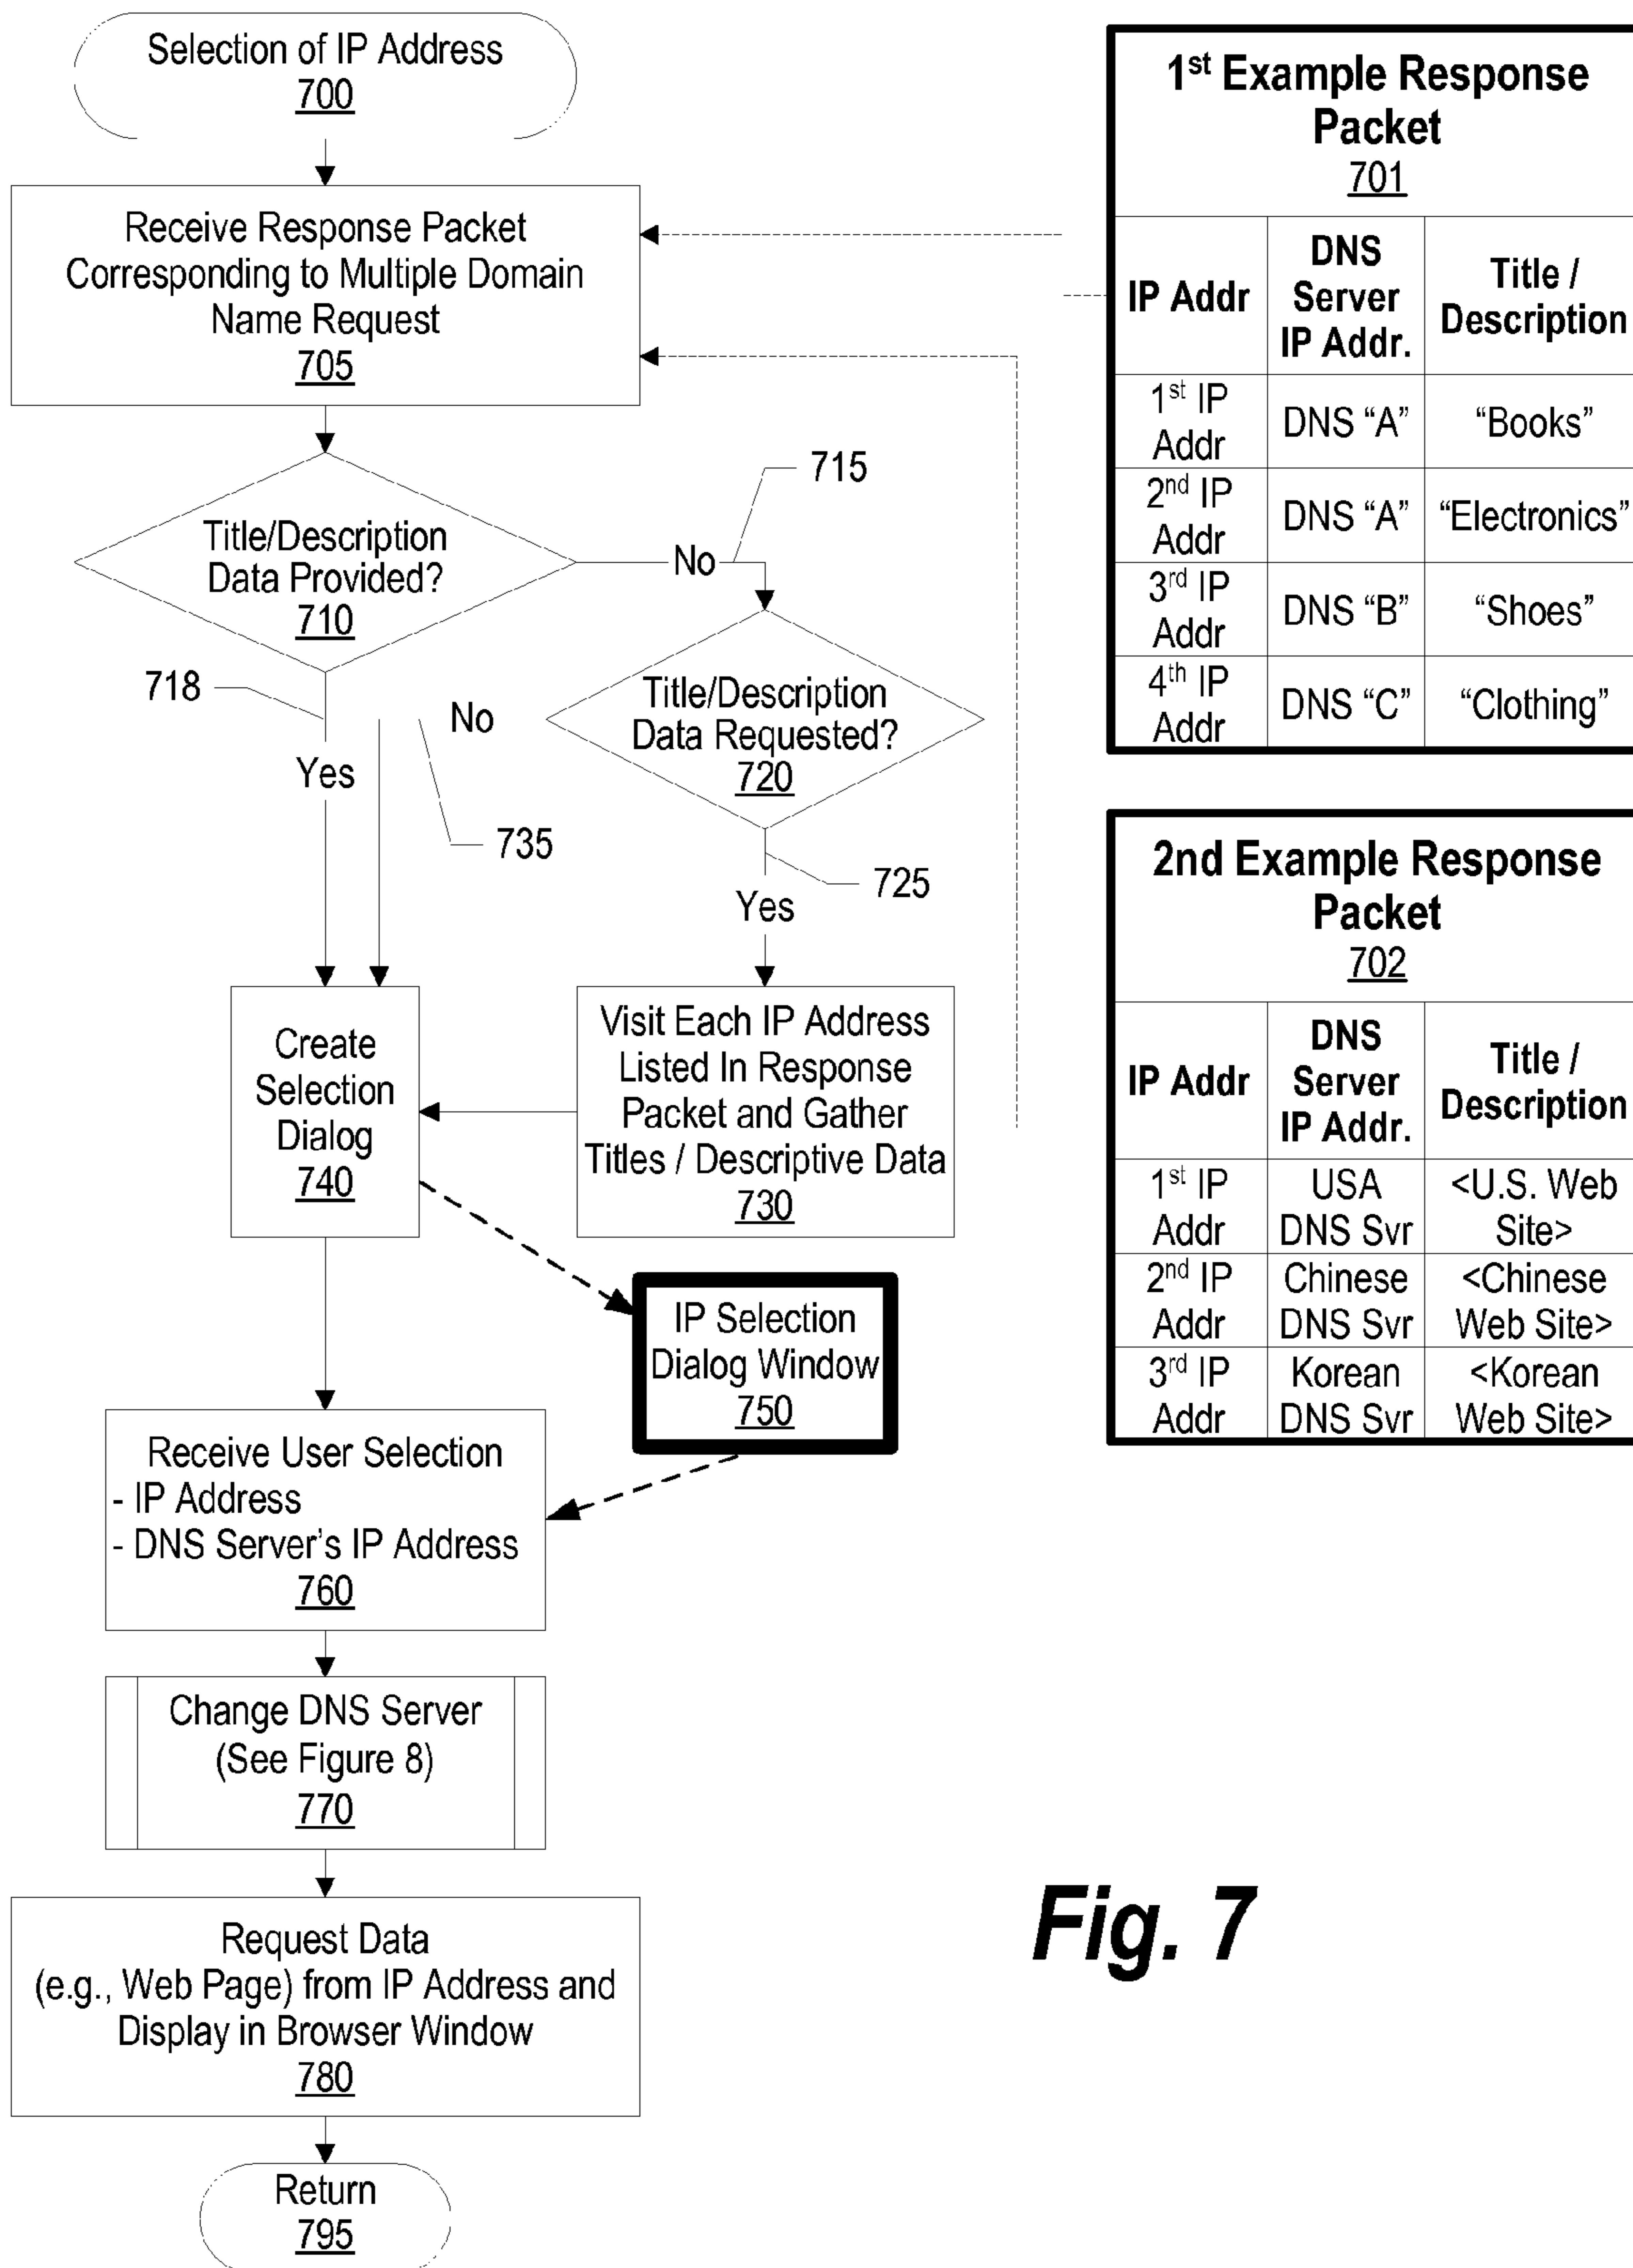 Selection of IP Address
700
Receive Response Packet
Corresponding to Multiple Domain
Name Request
705
Title/Description
Data Provided?
710
No
715
718
Yes
No
735
Title/Description
Data Requested?
720
725
Yes
Create
Selection
Dialog
740
Visit Each IP Address
Listed In Response
Packet and Gather
Titles / Descriptive Data
730
IP Selection
Dialog Window
750
Receive User Selection
- IP Address
- DNS Server's IP Address
760
Change DNS Server
(See Figure 8)
770
Request Data
(e.g., Web Page) from IP Address and
Display in Browser Window
780
Return
795
1st Example Response
Packet
701
IP Addr
DNS
Server
IP Addr.
Title /
Description
1st IP
Addr
DNS “A”
“Books”
2nd IP
Addr
DNS “A”
“Electronics”
3rd IP
Addr
DNS “B”
“Shoes”
4th IP
Addr
DNS “C”
“Clothing”
2nd Example Response
Packet
702
IP Addr
DNS
Server
IP Addr.
Title /
Description
1st IP
Addr
USA
DNS Svr
<U.S. Web
Site>
2nd IP
Addr
Chinese
DNS Svr
<Chinese
Web Site>
3rd IP
Addr
Korean
DNS Svr
<Korean
Web Site>
Fig. 7